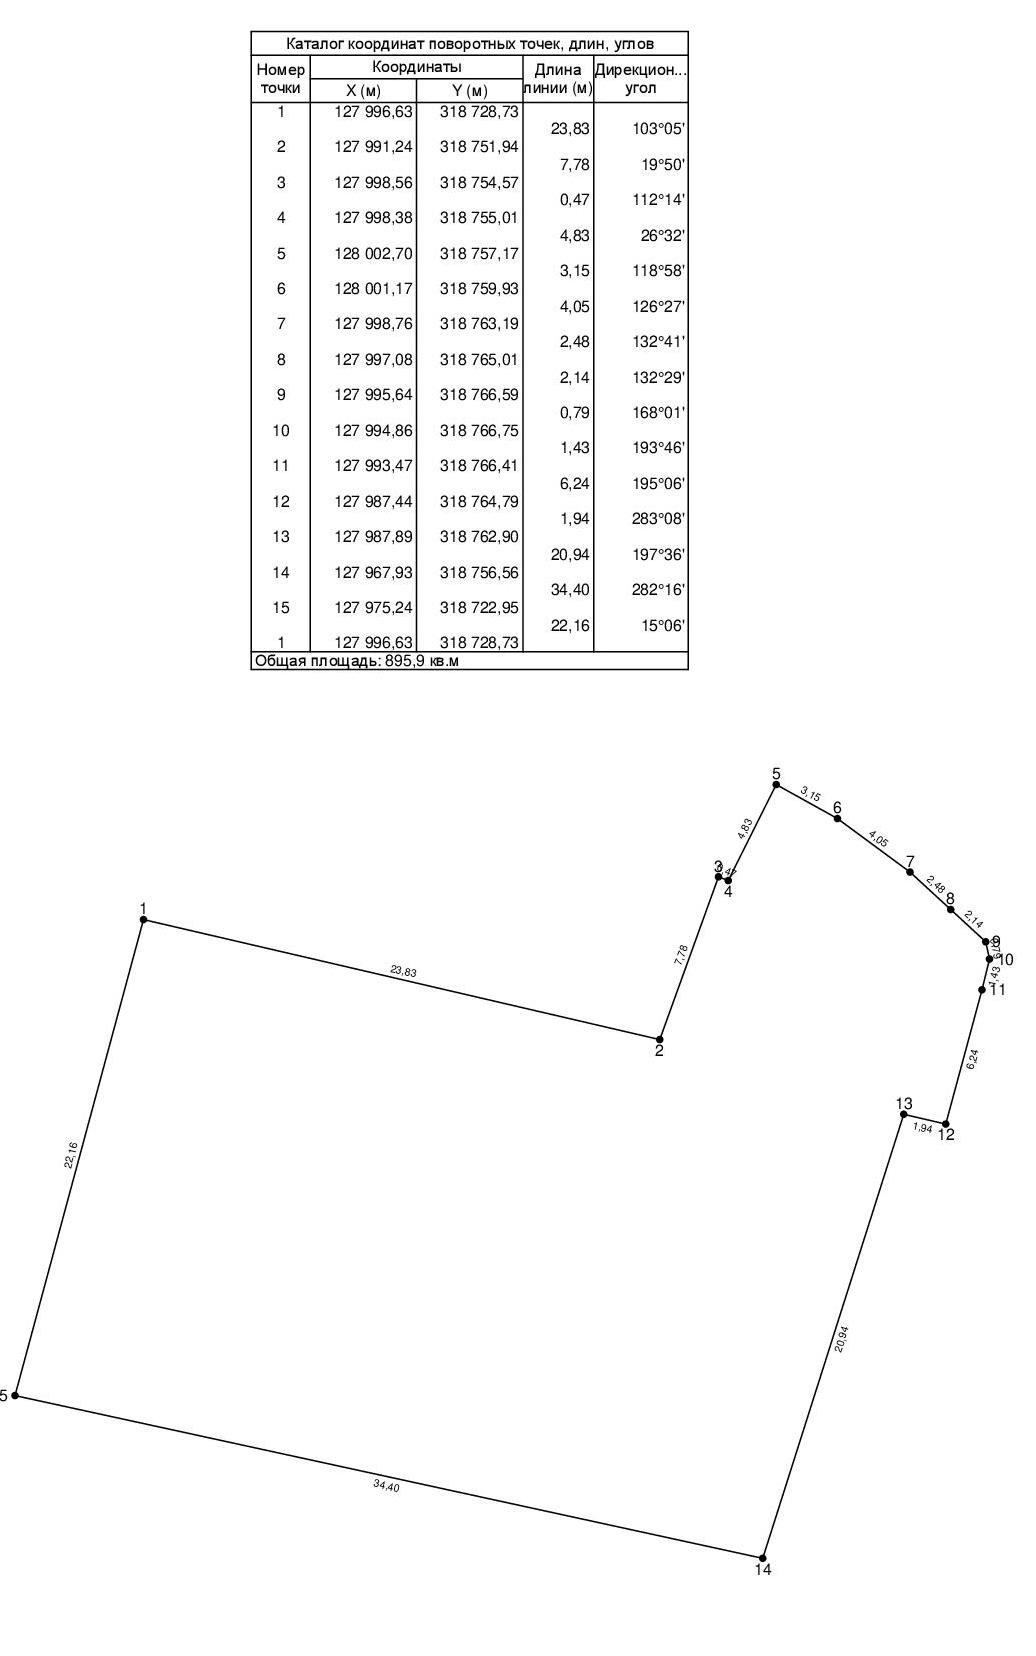 Каталог координат поворотных точек, длин, углов
Номер точки Координаты Длина линии (м) Дирекцион... угол
X (м) Y (м)
1 127 996,63 318 728,73
23,83 103°05'
2 127 991,24 318 751,94
7,78 19°50'
3 127 998,56 318 754,57
0,47 112°14'
4 127 998,38 318 755,01
4,83 26°32'
5 128 002,70 318 757,17
3,15 118°58'
6 128 001,17 318 759,93
4,05 126°27'
7 127 998,76 318 763,19
2,48 132°41'
8 127 997,08 318 765,01
2,14 132°29'
9 127 995,64 318 766,59
0,79 168°01'
10 127 994,86 318 766,75
1,43 193°46'
11 127 993,47 318 766,41
6,24 195°06'
12 127 987,44 318 764,79
1,94 283°08'
13 127 987,89 318 762,90
20,94 197°36'
14 127 967,93 318 756,56
34,40 282°16'
15 127 975,24 318 722,95
22,16 15°06'
1 127 996,63 318 728,73
Общая площадь: 895,9 кв.м
5
3,15
6
4,83
4,05
7
3
4
2,48
8
1
2,14
9
7,78
10
23,83
1,43
11
2
6,24
13
1,94
12
22,16
20,94
5
34,40
14